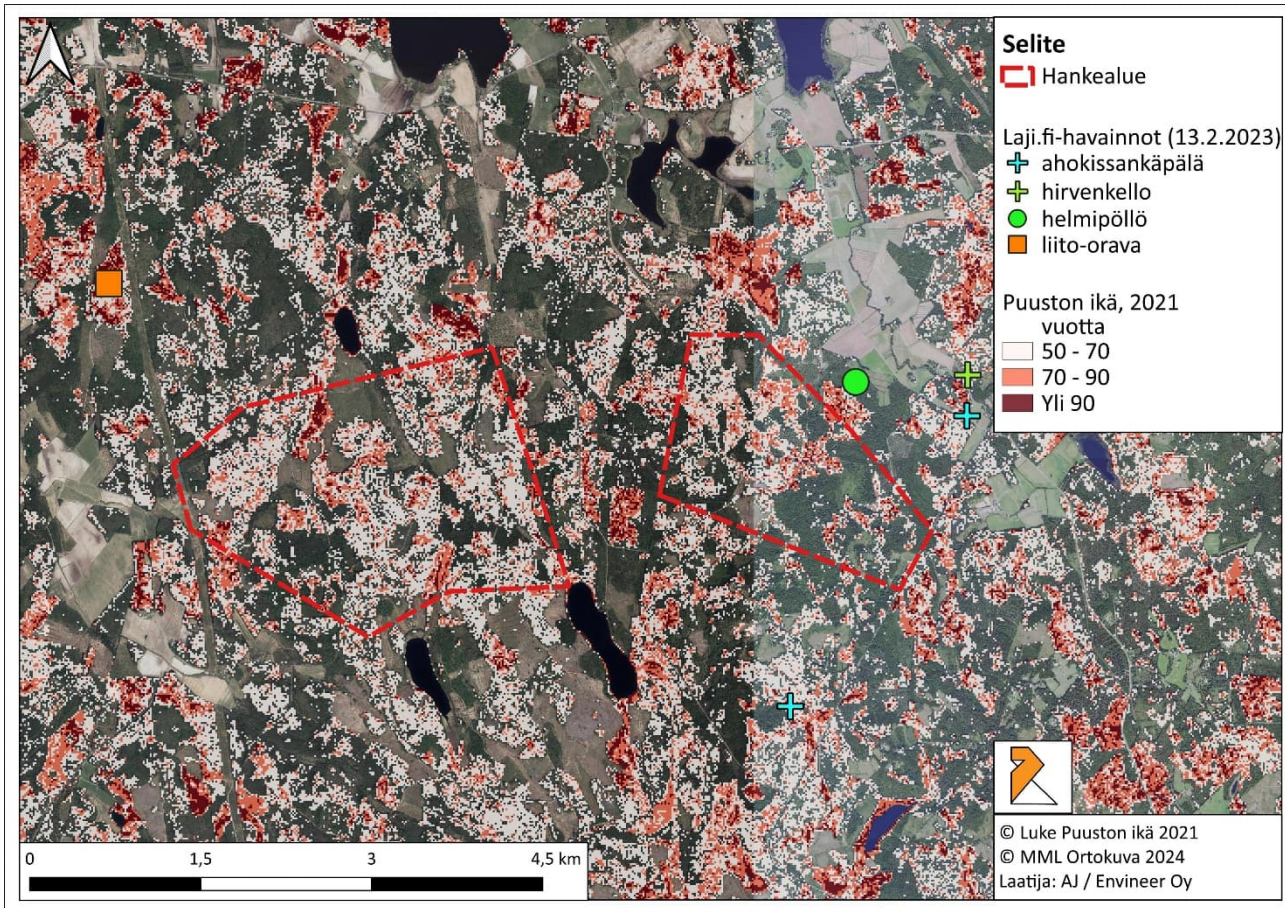 Selite
Hankealue
Laji.fi-havainnot (13.2.2023)
ahokissankäpälä
hirvenkello
helmipöllö
liito-orava
Puuston ikä, 2021
vuotta
50 - 70
70 - 90
Yli 90
© Luke Puuston ikä 2021
© MML Ortokuva 2024
Laatija: AJ / Envineer Oy
0 1,5 3 4,5 km